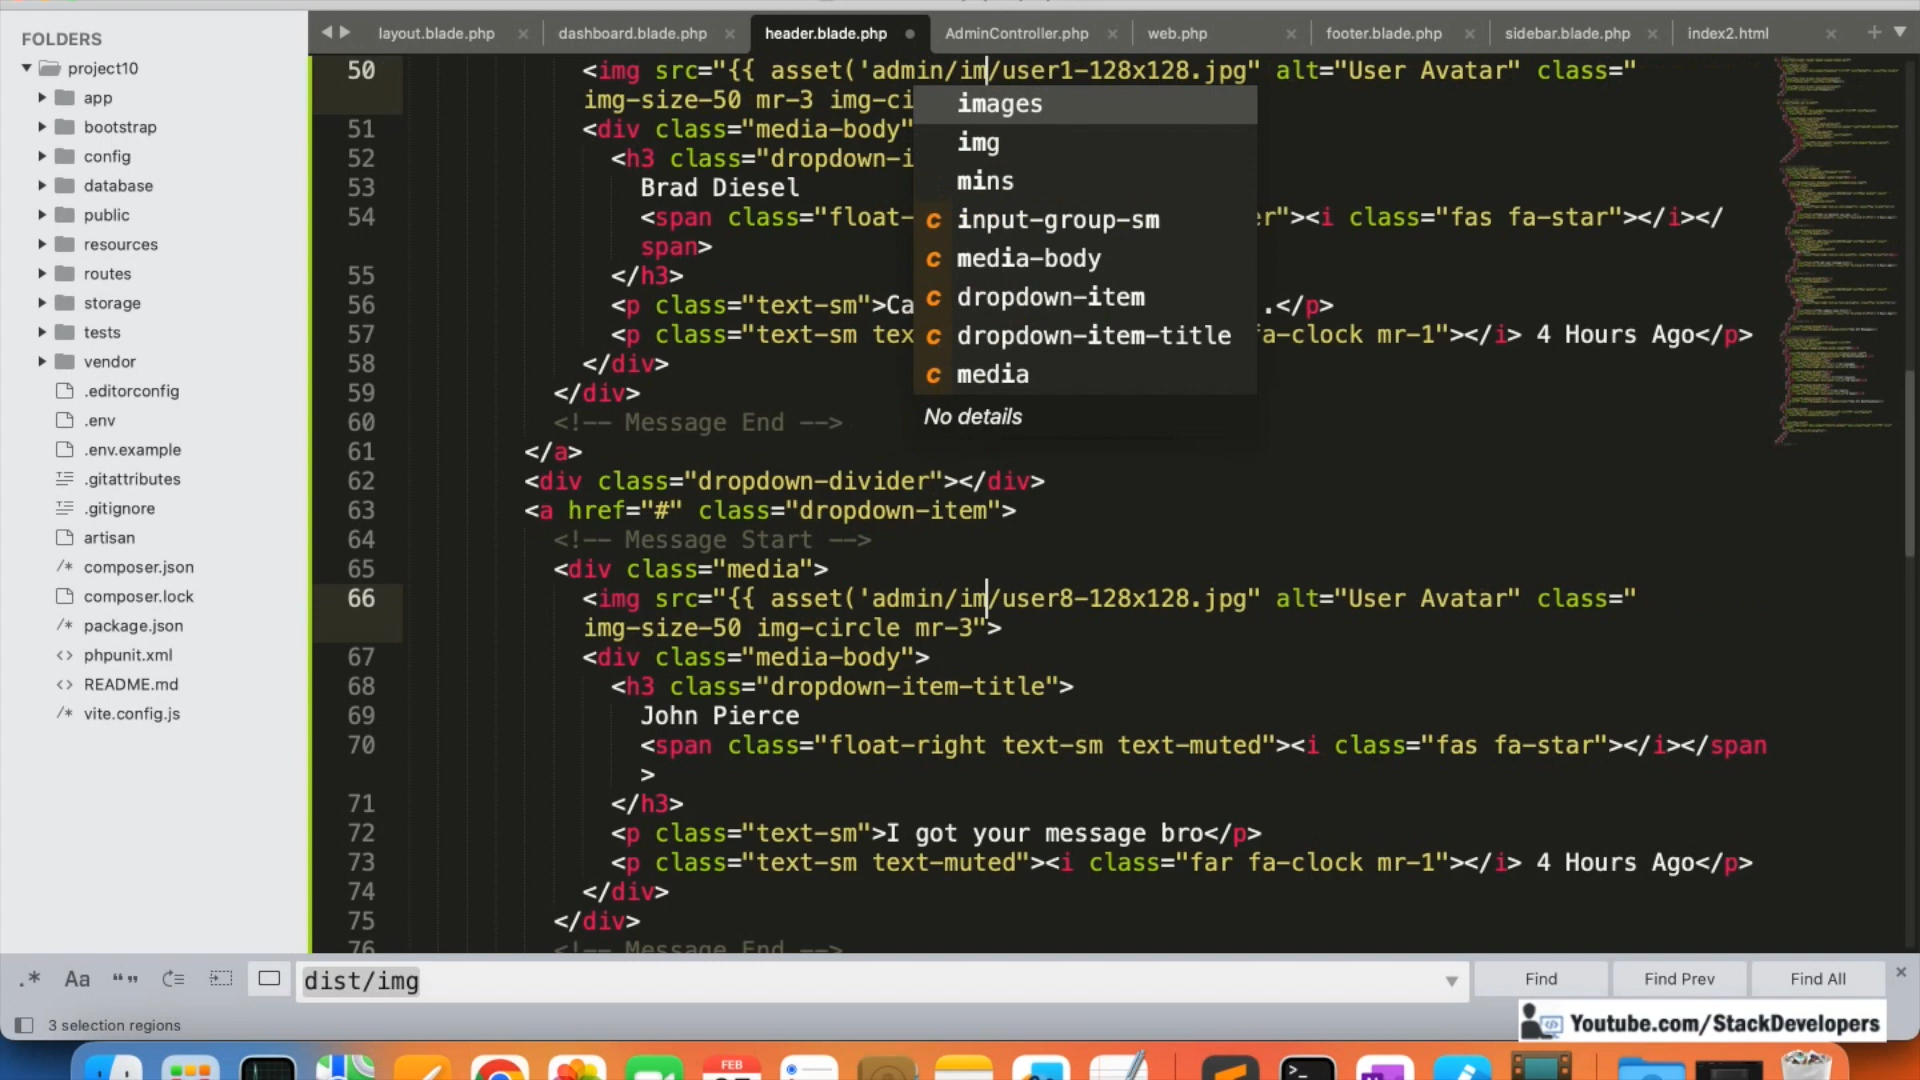 FOLDERS
project10
app
bootstrap
config
database
public
resources
routes
storage
tests
vendor
.editorconfig
.env
.env.example
.gitattributes
.gitignore
artisan
composer.json
composer.lock
package.json
phpunit.xml
README.md
vite.config.js
layout.blade.php
dashboard.blade.php
header.blade.php
AdminController.php
web.php
footer.blade.php
sidebar.blade.php
index2.html
50 <img src="{{ asset('admin/im/user1-128x128.jpg" alt="User Avatar" class="
img-size-50 mr-3 img-ci
51 <div class="media-body"
52 <h3 class="dropdown-i
53 Brad Diesel
54 <span class="float- er"><i class="fas fa-star"></i></
span>
55 </h3>
56 <p class="text-sm">Ca .</p>
57 <p class="text-sm tex fa-clock mr-1"></i> 4 Hours Ago</p>
58 </div>
59 </div>
60 <!-- Message End -->
61 </a>
62 <div class="dropdown-divider"></div>
63 <a href="#" class="dropdown-item">
64 <!-- Message Start -->
65 <div class="media">
66 <img src="{{ asset('admin/im/user8-128x128.jpg" alt="User Avatar" class="
img-size-50 img-circle mr-3">
67 <div class="media-body">
68 <h3 class="dropdown-item-title">
69 John Pierce
70 <span class="float-right text-sm text-muted"><i class="fas fa-star"></i></span
>
71 </h3>
72 <p class="text-sm">I got your message bro</p>
73 <p class="text-sm text-muted"><i class="far fa-clock mr-1"></i> 4 Hours Ago</p>
74 </div>
75 </div>
76 <!-- Message End -->
images
img
mins
c input-group-sm
c media-body
c dropdown-item
c dropdown-item-title
c media
No details
.* Aa “ ”
dist/img
Find
Find Prev
Find All
3 selection regions
Youtube.com/StackDevelopers
FEB